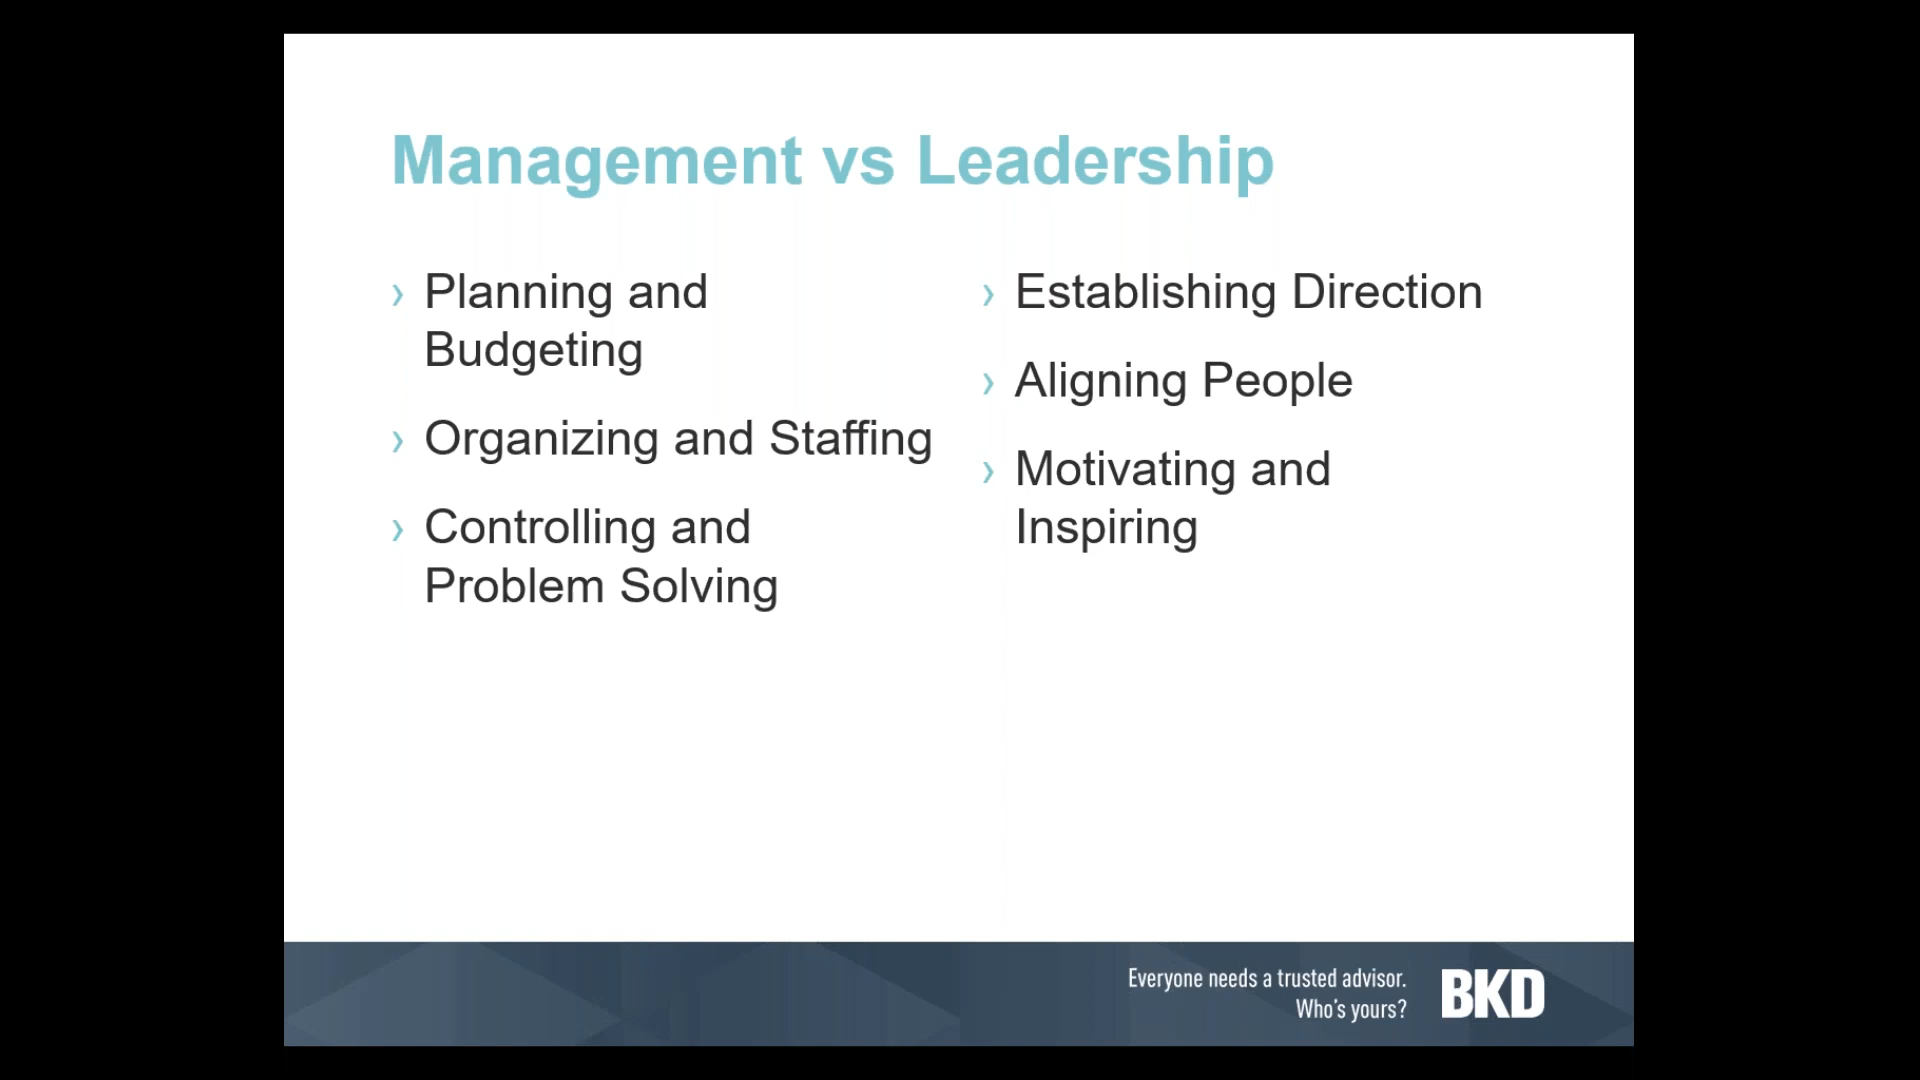 Management vs Leadership
› Planning and
Budgeting
› Organizing and Staffing
› Controlling and
Problem Solving
› Establishing Direction
› Aligning People
› Motivating and
Inspiring
Everyone needs a trusted advisor.
Who's yours?
BKD